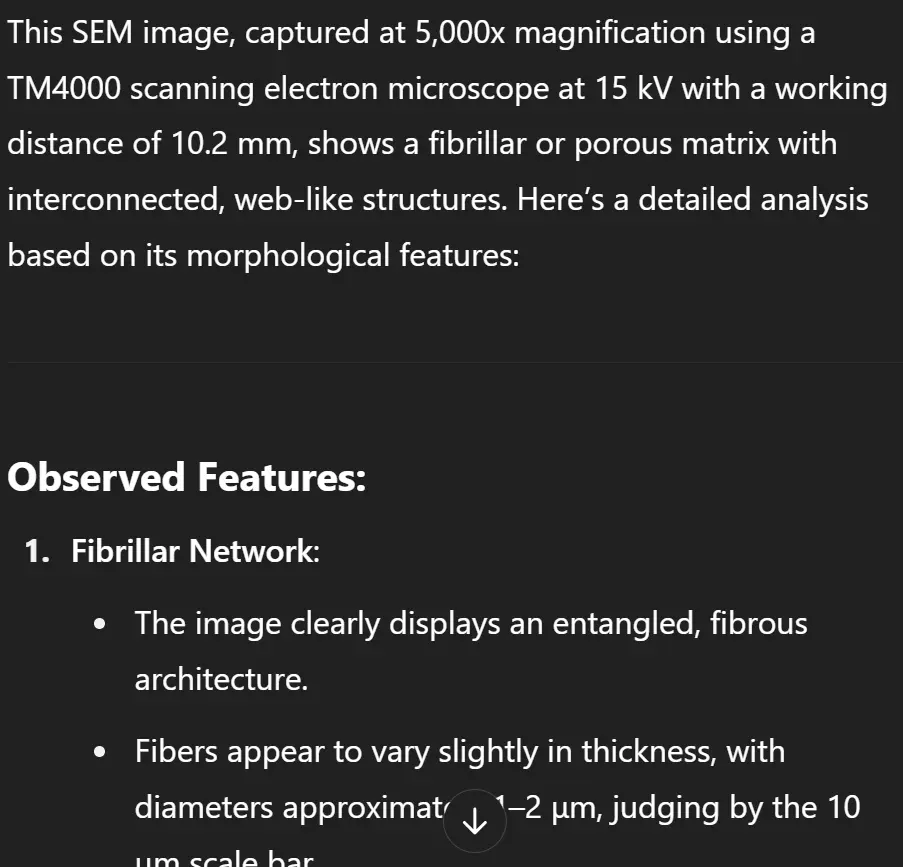 This SEM image, captured at 5,000x magnification using a
TM4000 scanning electron microscope at 15 kV with a working
distance of 10.2 mm, shows a fibrillar or porous matrix with
interconnected, web-like structures. Here’s a detailed analysis
based on its morphological features:
Observed Features:
1. Fibrillar Network:
• The image clearly displays an entangled, fibrous
architecture.
• Fibers appear to vary slightly in thickness, with
diameters 1–2 μm, judging by the 10
μm scale bar